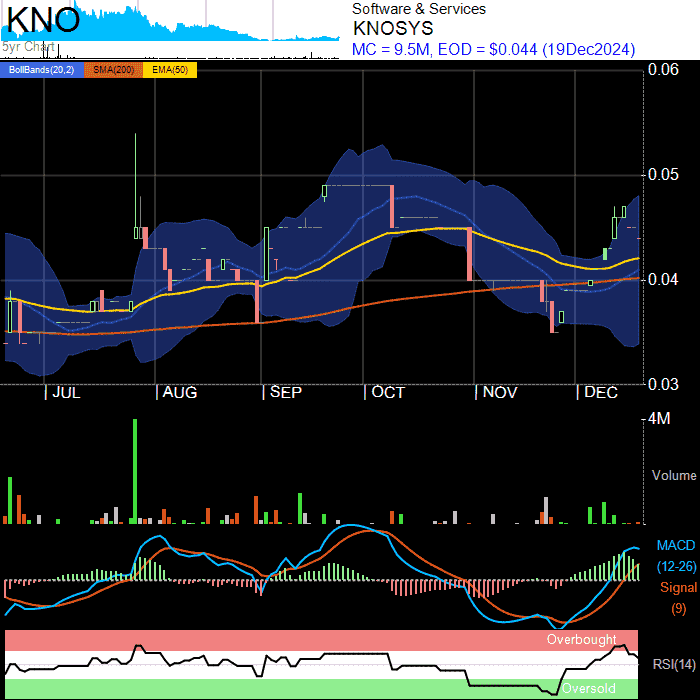 KNO
5yr Chart
Software & Services
KNOSYS
MC = 9.5M, EOD = $0.044 (19Dec2024)
BollBands(20,2) SMA(200) EMA(50)
0.06
0.05
0.04
0.03
JUL AUG SEP OCT NOV DEC
4M
Volume
MACD
(12-26)
Signal
(9)
Overbought
RSI(14)
Oversold